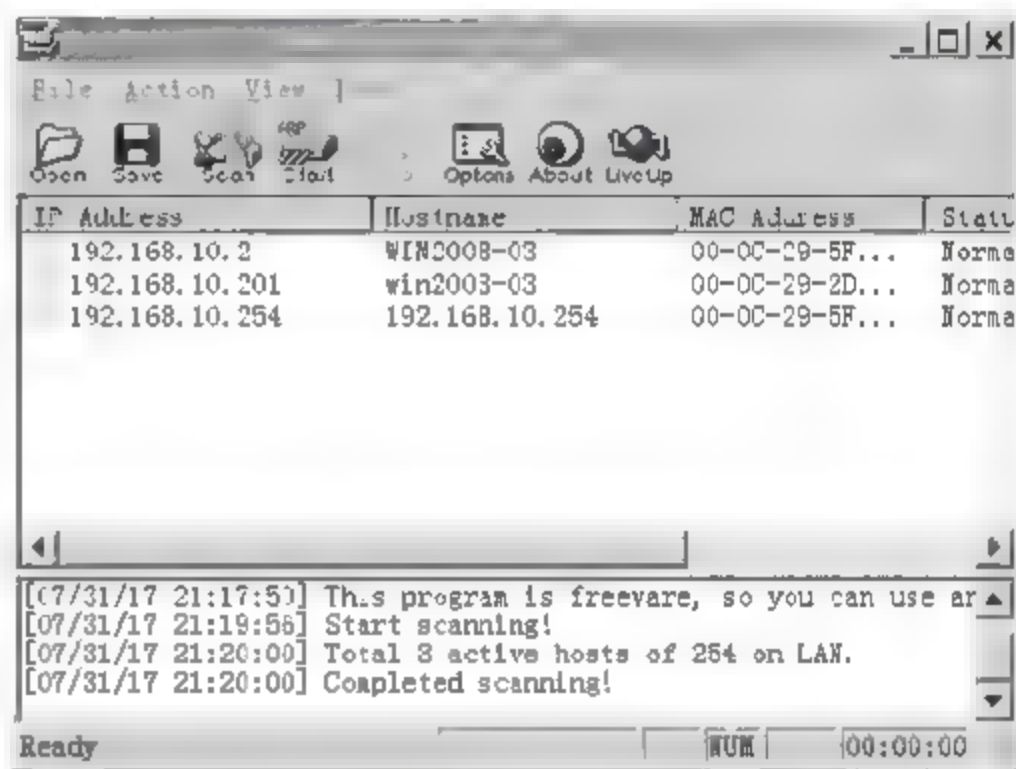 File Action View
ARP
Open Save Scan Start Options About LiveUp
IP Address Hostname MAC Address Statu
192.168.10.2 WIN2008-03 00-0C-29-5F... Norma
192.168.10.201 win2003-03 00-0C-29-2D... Norma
192.168.10.254 192.168.10.254 00-0C-29-5F... Norma
[07/31/17 21:17:50] This program is freeware, so you can use an
[07/31/17 21:19:56] Start scanning!
[07/31/17 21:20:00] Total 3 active hosts of 254 on LAN.
[07/31/17 21:20:00] Completed scanning!
Ready NUM 00:00:00